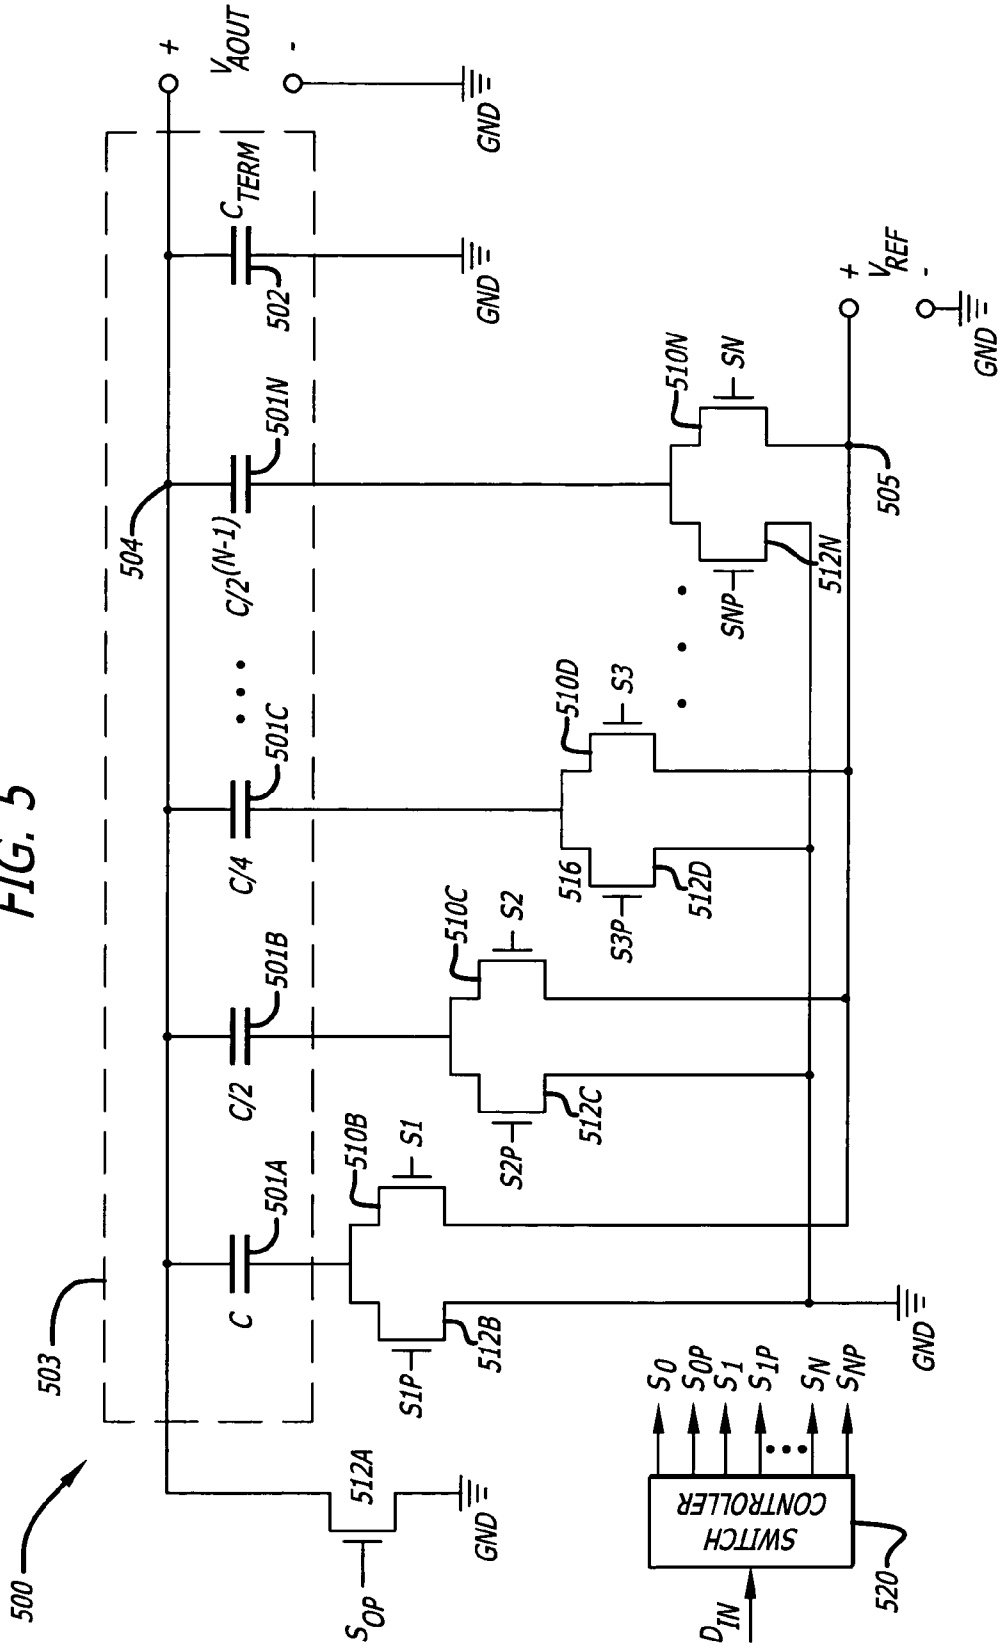 FIG. 5
500
503
504
+
V_AOUT
-
GND
C
501A
C/2
501B
C/4
501C
C/2^(N-1)
501N
C_TERM
502
GND
S_OP
512A
GND
S1P
512B
510B
S1
S2P
512C
510C
S2
516
S3P
512D
510D
S3
SNP
512N
510N
SN
505
+
V_REF
-
GND
GND
D_IN
SWITCH
CONTROLLER
520
S_O
S_OP
S_1
S_1P
S_N
S_NP